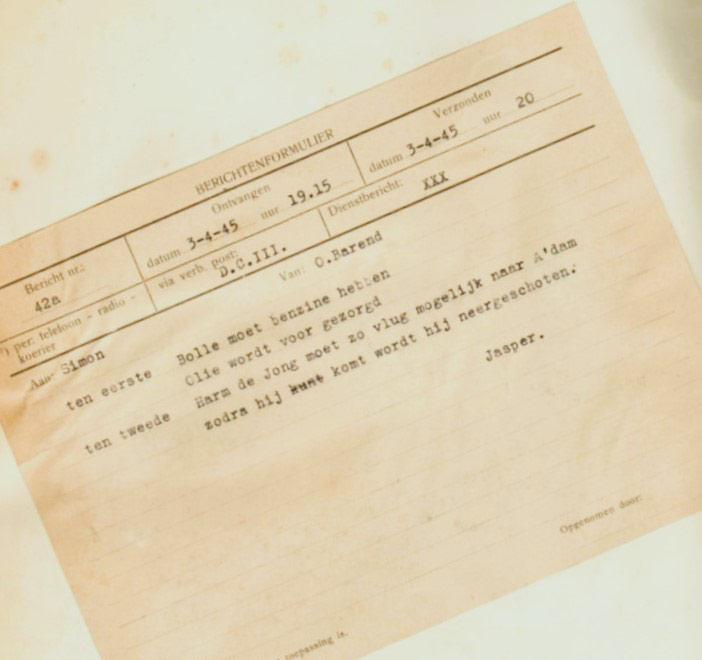 BERICHTENFORMULIER
Bericht nr.:
42a
Ontvangen
datum 3-4-45 uur 19.15
Verzonden
datum 3-4-45 uur 20
*) per: telefoon - radio -
koerier
via verb. post:
D.C.III.
Dienstbericht: XXX
Aan: Simon
Van: O.Barend
ten eerste Bolle moet benzine hebben
Olie wordt voor gezorgd
ten tweede Harm de Jong moet zo vlug mogelijk naar A'dam
zodra hij komt wordt hij neergeschoten.
Jasper.
Opgenomen door:
toepassing is.